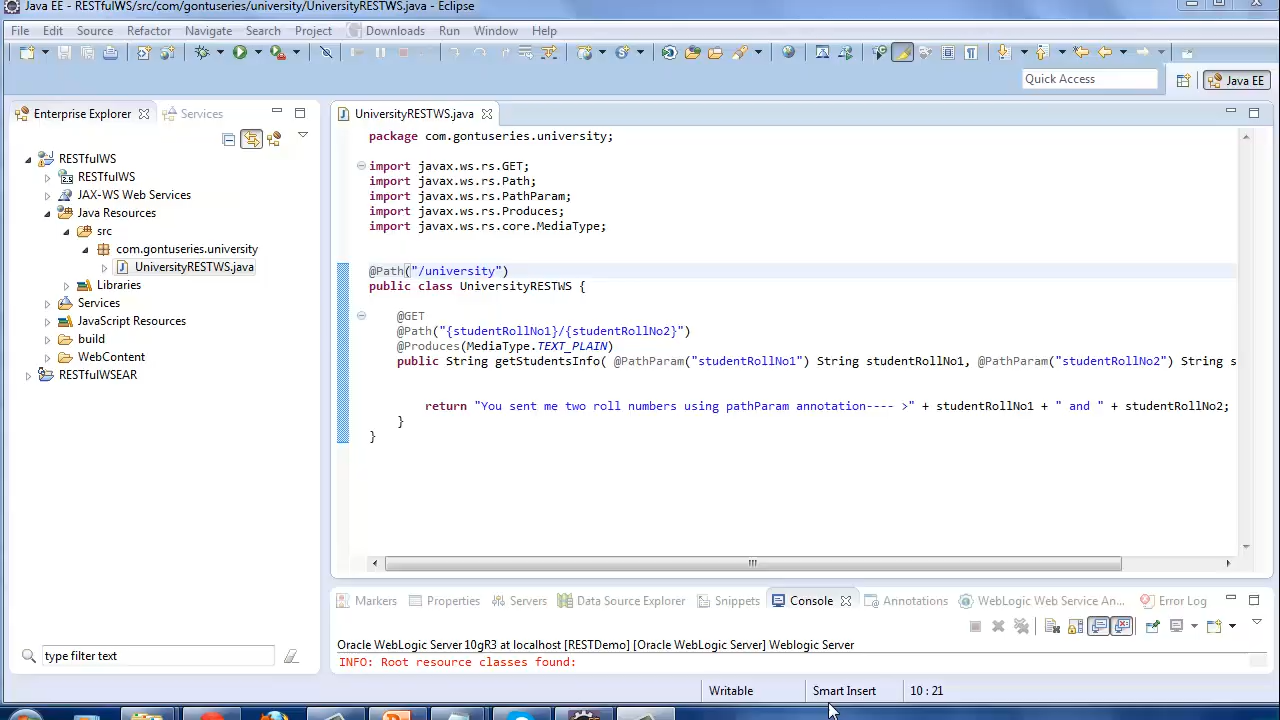 Java EE - RESTfulWS/src/com/gontuseries/university/UniversityRESTWS.java - Eclipse
File Edit Source Refactor Navigate Search Project Downloads Run Window Help
Quick Access
Java EE
Enterprise Explorer
Services
UniversityRESTWS.java
RESTfulWS
RESTfulWS
JAX-WS Web Services
Java Resources
src
com.gontuseries.university
UniversityRESTWS.java
Libraries
Services
JavaScript Resources
build
WebContent
RESTfulWSEAR
type filter text
package com.gontuseries.university;
import javax.ws.rs.GET;
import javax.ws.rs.Path;
import javax.ws.rs.PathParam;
import javax.ws.rs.Produces;
import javax.ws.rs.core.MediaType;
@Path("/university")
public class UniversityRESTWS {
@GET
@Path("{studentRollNo1}/{studentRollNo2}")
@Produces(MediaType.TEXT_PLAIN)
public String getStudentsInfo( @PathParam("studentRollNo1") String studentRollNo1, @PathParam("studentRollNo2") String s
return "You sent me two roll numbers using pathParam annotation---- >" + studentRollNo1 + " and " + studentRollNo2;
}
}
Markers Properties Servers Data Source Explorer Snippets Console Annotations WebLogic Web Service An... Error Log
Oracle WebLogic Server 10gR3 at localhost [RESTDemo] [Oracle WebLogic Server] Weblogic Server
INFO: Root resource classes found:
Writable
Smart Insert
10 : 21